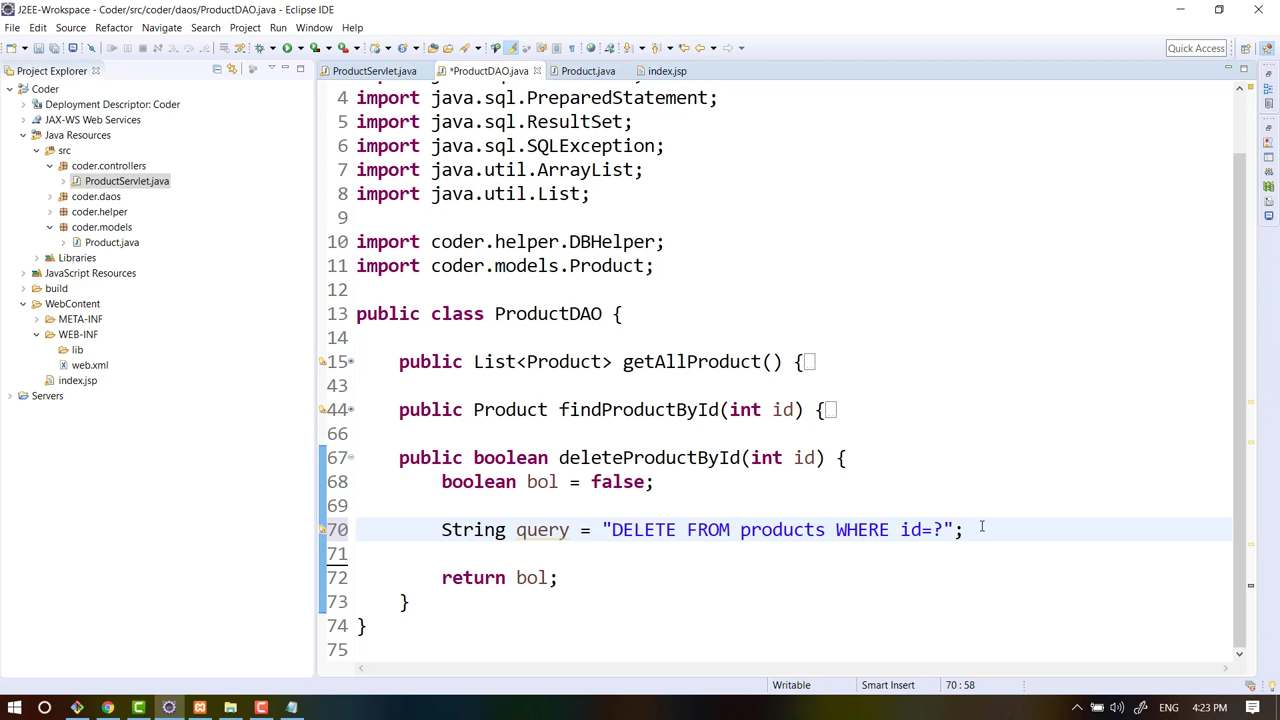 J2EE-Wrokspace - Coder/src/coder/daos/ProductDAO.java - Eclipse IDE
File Edit Source Refactor Navigate Search Project Run Window Help
Quick Access
Project Explorer
ProductServlet.java *ProductDAO.java Product.java index.jsp
Coder
Deployment Descriptor: Coder
JAX-WS Web Services
Java Resources
src
coder.controllers
ProductServlet.java
coder.daos
coder.helper
coder.models
Product.java
Libraries
JavaScript Resources
build
WebContent
META-INF
WEB-INF
lib
web.xml
index.jsp
Servers
4 import java.sql.PreparedStatement;
5 import java.sql.ResultSet;
6 import java.sql.SQLException;
7 import java.util.ArrayList;
8 import java.util.List;
9
10 import coder.helper.DBHelper;
11 import coder.models.Product;
12
13 public class ProductDAO {
14
15 public List<Product> getAllProduct() {
43
44 public Product findProductById(int id) {
66
67 public boolean deleteProductById(int id) {
68 boolean bol = false;
69
70 String query = "DELETE FROM products WHERE id=?";
71
72 return bol;
73 }
74 }
75
Writable Smart Insert 70 : 58
ENG 4:23 PM